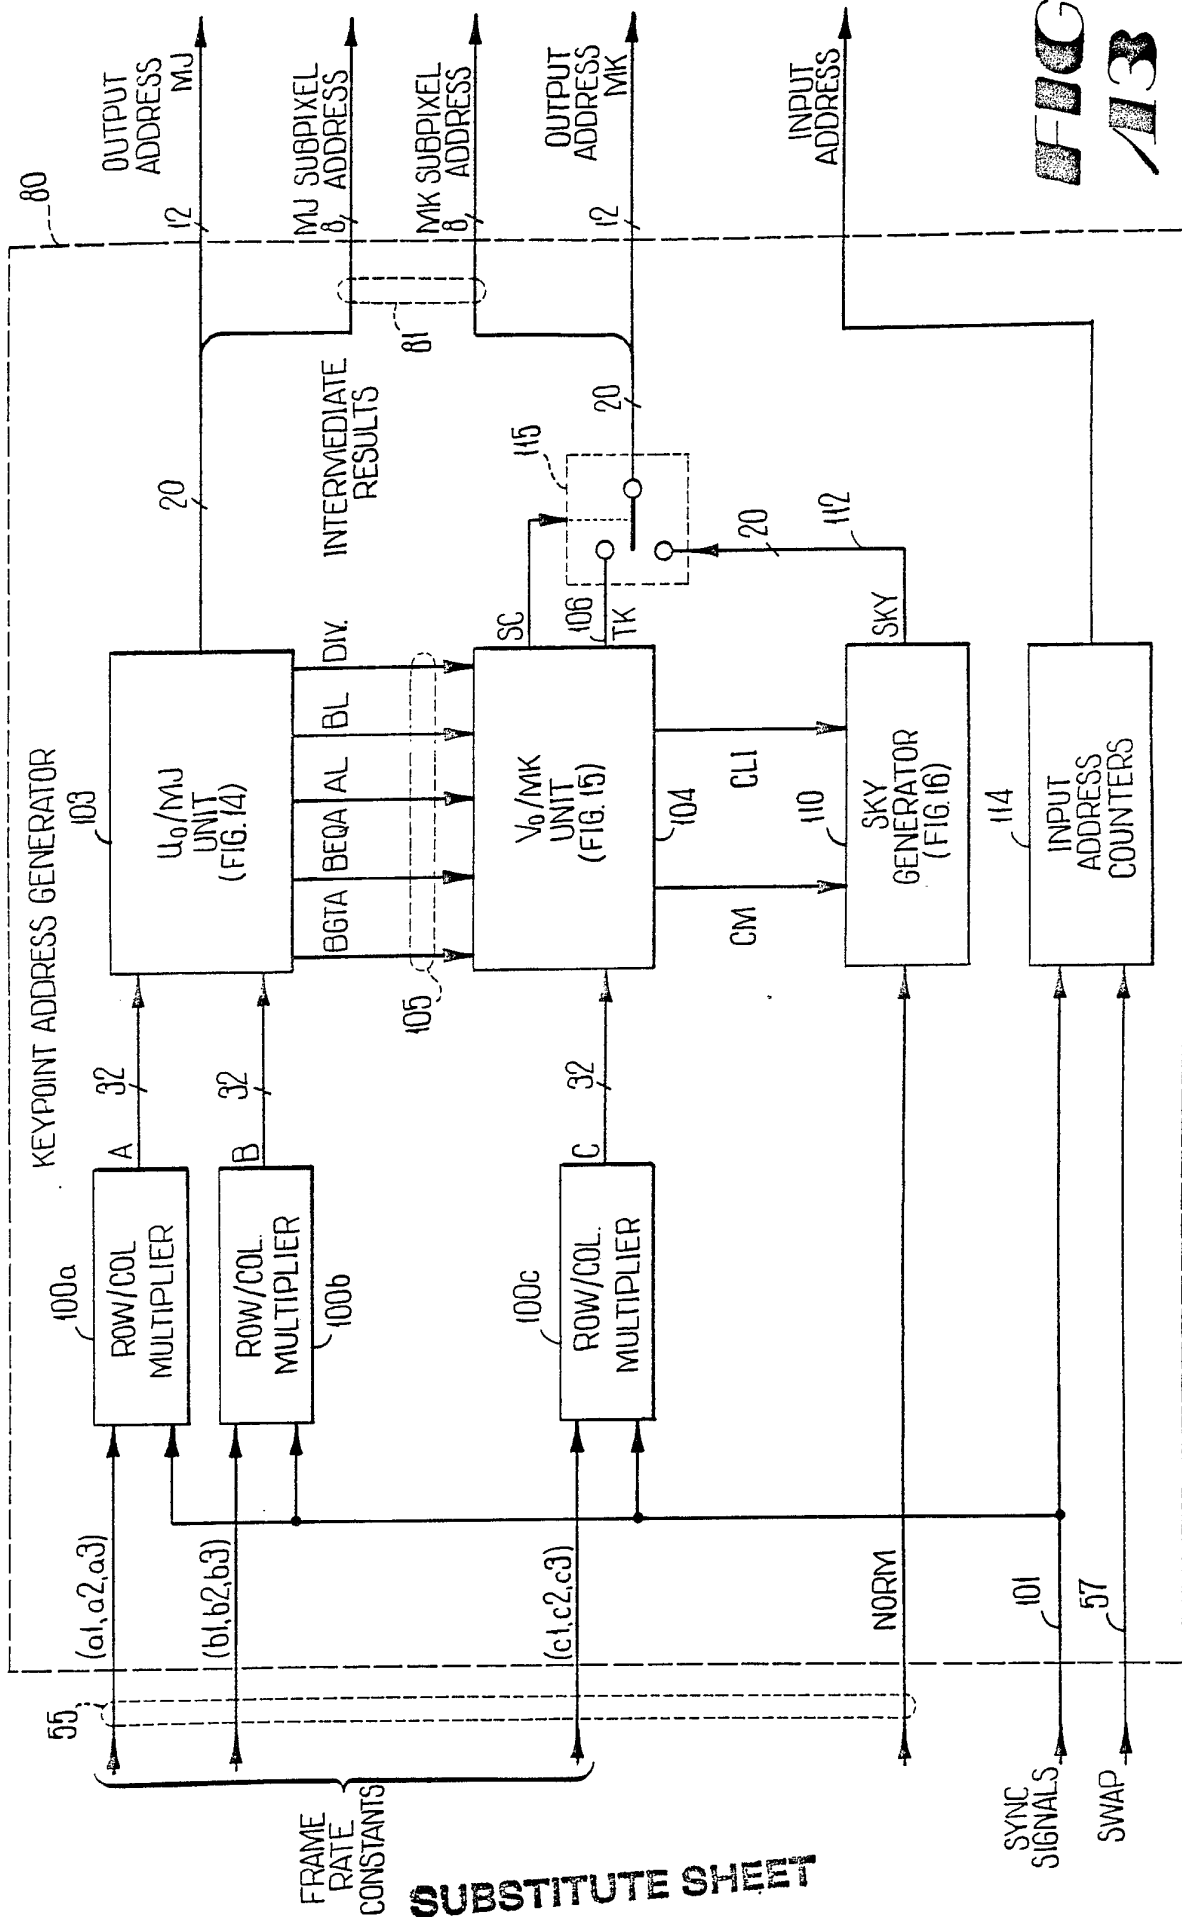 KEYPOINT ADDRESS GENERATOR
80
FRAME
RATE
CONSTANTS
55
(a1,a2,a3)
(b1,b2,b3)
(c1,c2,c3)
NORM
SYNC
SIGNALS
101
SWAP
57
100a
ROW/COL
MULTIPLIER
A
32
ROW/COL.
MULTIPLIER
100b
B
32
100c
ROW/COL.
MULTIPLIER
C
32
103
U0/MJ
UNIT
(FIG. 14)
BGTA
BEQA
AL
BL
DIV.
INTERMEDIATE
RESULTS
105
V0/MK
UNIT
(FIG. 15)
104
SC
106
TK
115
CM
CLI
110
SKY
GENERATOR
(FIG. 16)
SKY
20
112
114
INPUT
ADDRESS
COUNTERS
20
20
81
12
OUTPUT
ADDRESS
MJ
MJ SUBPIXEL
ADDRESS
8
MK SUBPIXEL
ADDRESS
8
12
OUTPUT
ADDRESS
MK
INPUT
ADDRESS
FIG
13
SUBSTITUTE SHEET